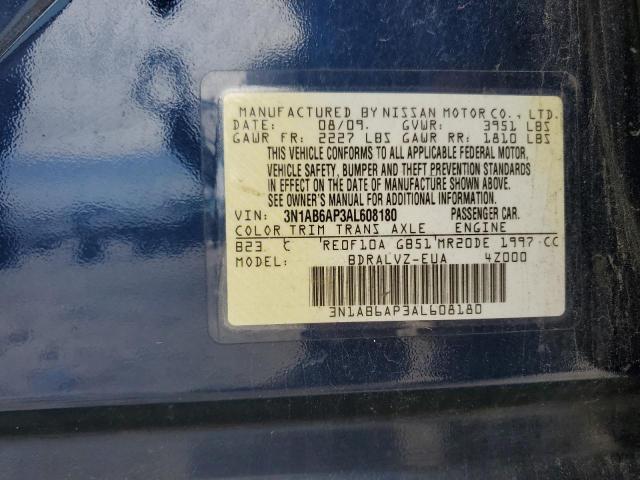 MANUFACTURED BY NISSAN MOTOR CO., LTD.
DATE: 08/09. GVWR: 3951 LBS
GAWR FR: 2227 LBS GAWR RR: 1810 LBS
THIS VEHICLE CONFORMS TO ALL APPLICABLE FEDERAL MOTOR,
VEHICLE SAFETY, BUMPER AND THEFT PREVENTION STANDARDS
IN EFFECT ON THE DATE OF MANUFACTURE SHOWN ABOVE.
SEE OWNER'S MANUAL FOR ADDITIONAL INFORMATION.
VIN: 3N1AB6AP3AL608180 PASSENGER CAR.
COLOR TRIM TRANS AXLE ENGINE
B23 C RE0F10A GB51 MR20DE 1997 CC
MODEL: BDRALVZ-EUA 4Z000
3N1AB6AP3AL608180